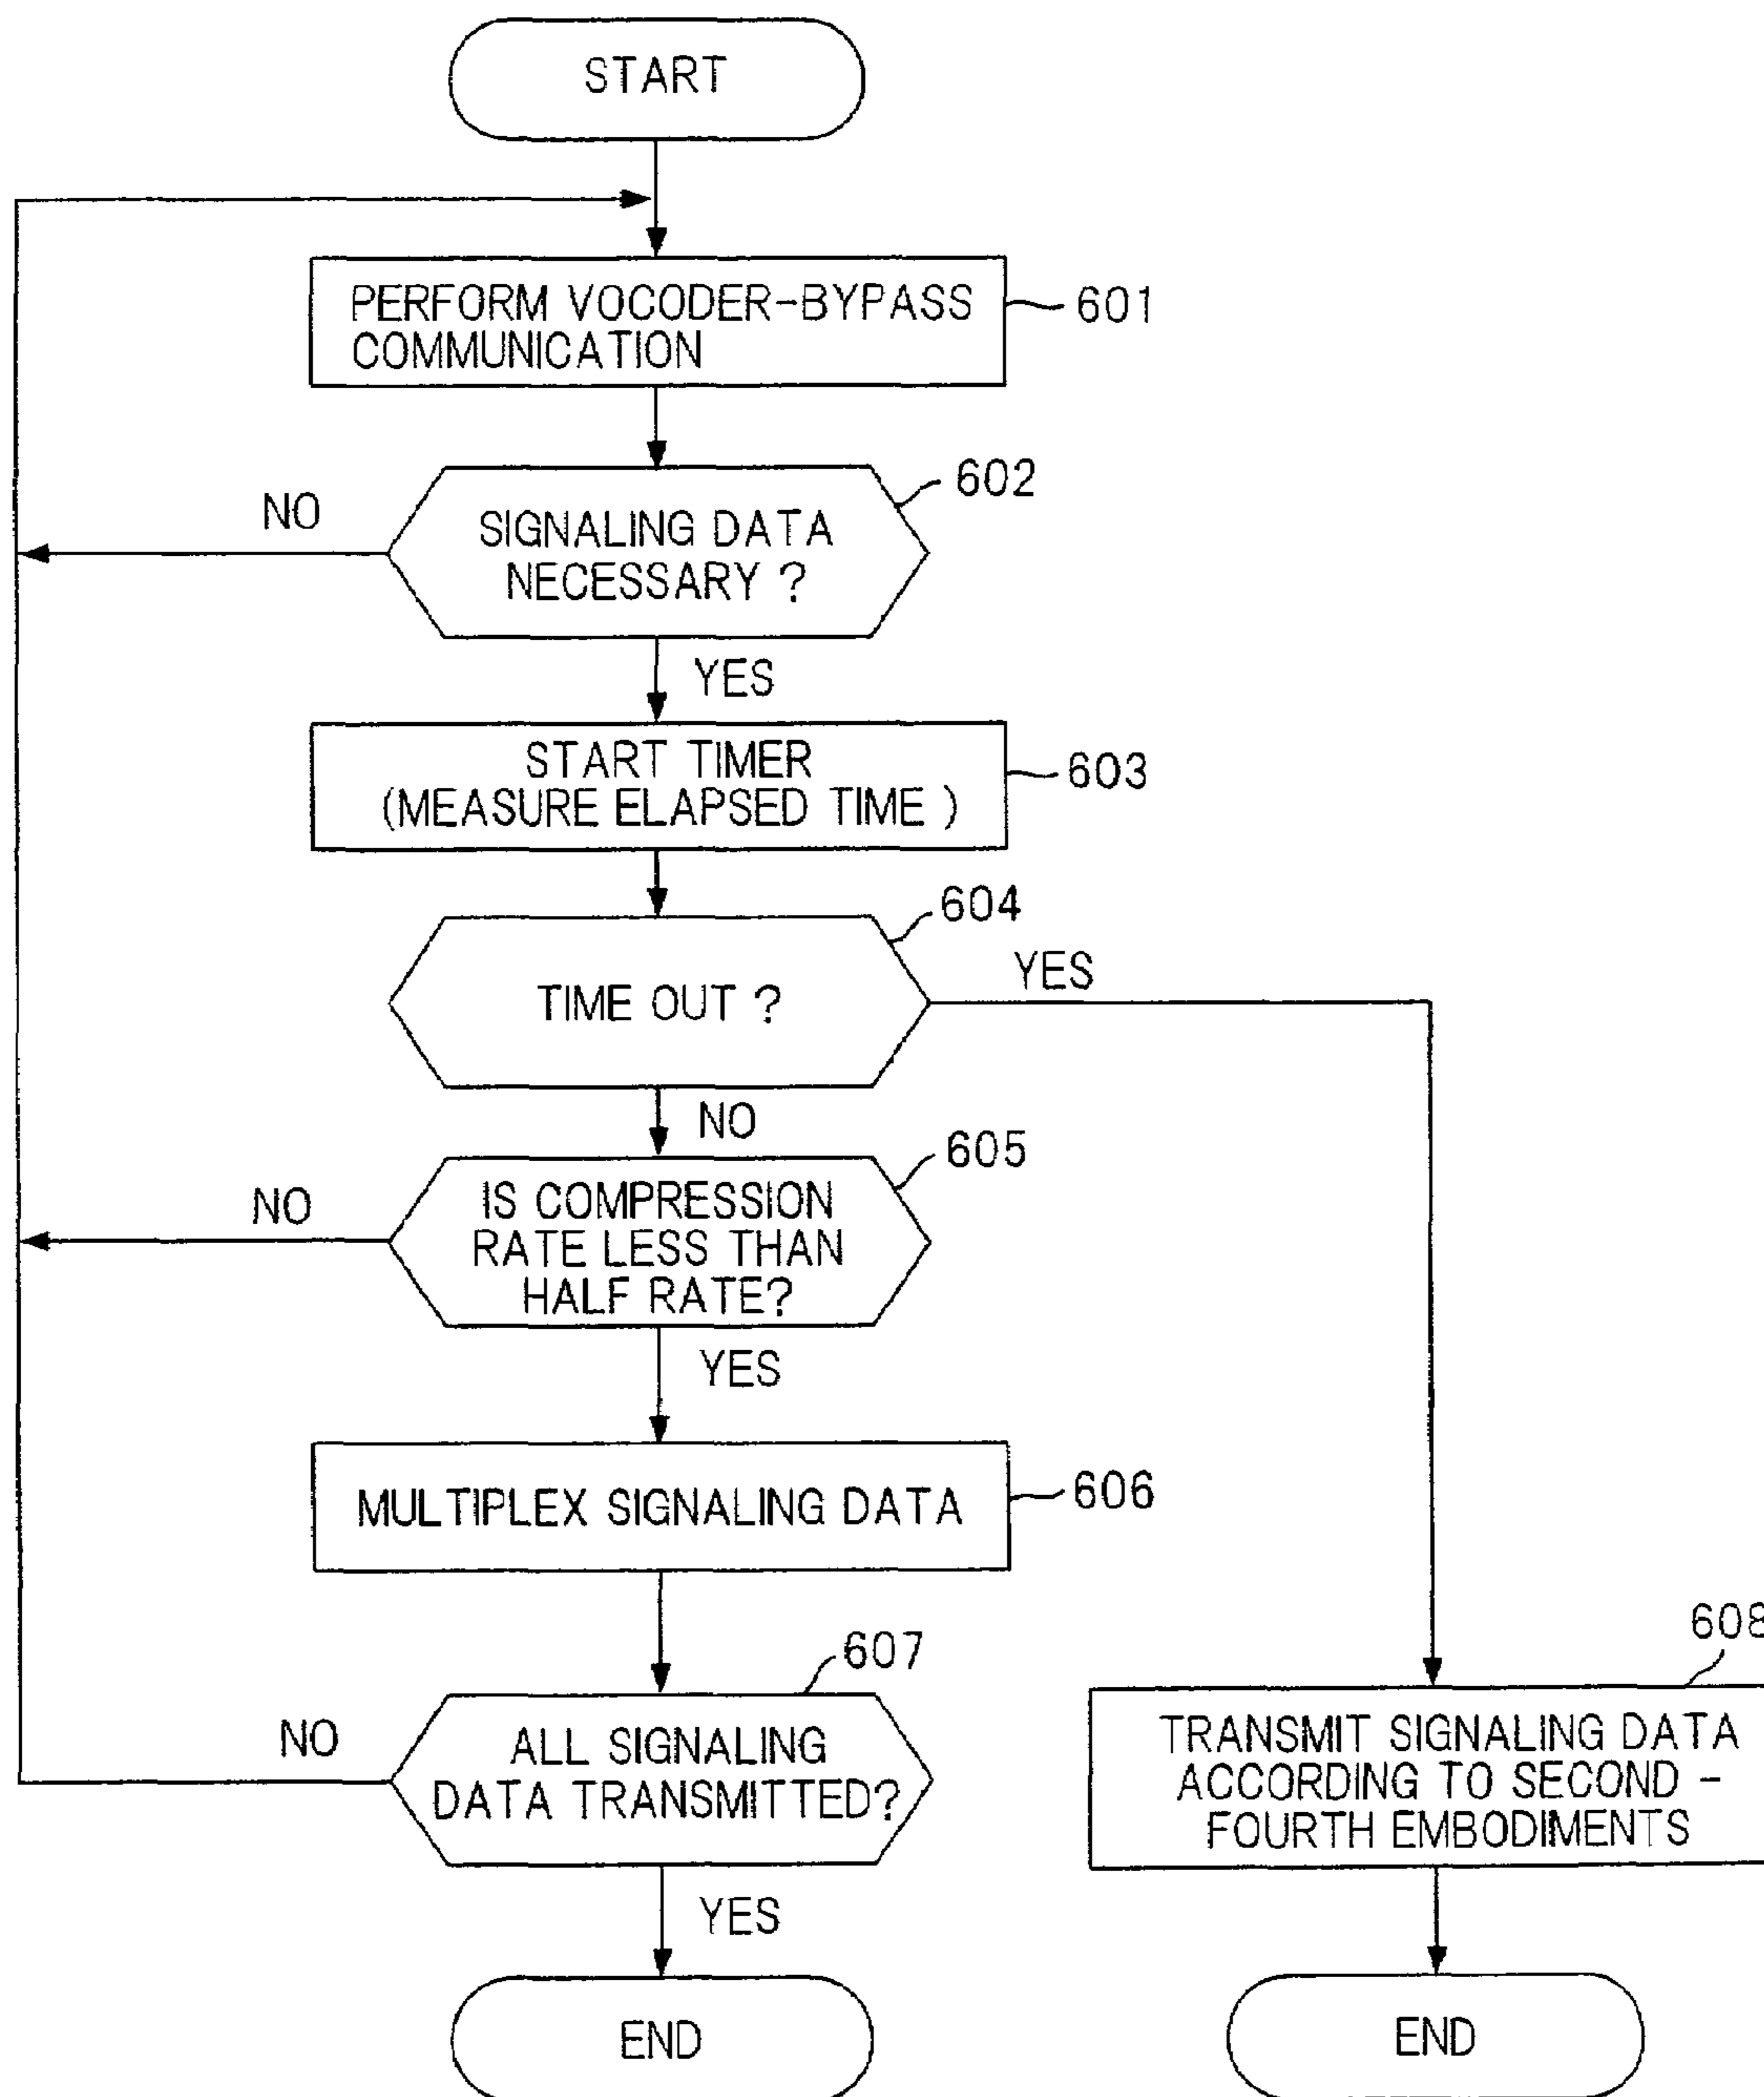 START
PERFORM VOCODER-BYPASS
COMMUNICATION
601
602
NO
SIGNALING DATA
NECESSARY ?
YES
START TIMER
(MEASURE ELAPSED TIME )
603
604
TIME OUT ?
YES
NO
605
NO
IS COMPRESSION
RATE LESS THAN
HALF RATE?
YES
MULTIPLEX SIGNALING DATA
606
607
NO
ALL SIGNALING
DATA TRANSMITTED?
YES
END
608
TRANSMIT SIGNALING DATA
ACCORDING TO SECOND -
FOURTH EMBODIMENTS
END